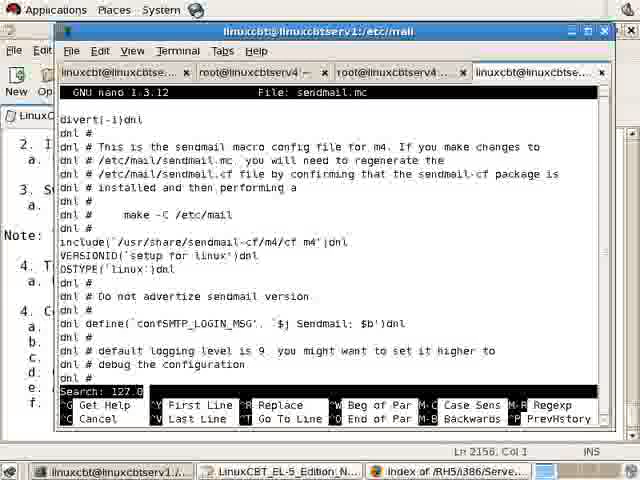 Applications Places System
linuxcbt@linuxcbtserv1:/etc/mail
File Edit
File Edit View Terminal Tabs Help
linuxcbt@linuxcbtse... root@linuxcbtserv4:~ root@linuxcbtserv4... linuxcbt@linuxcbtse...
New Op
GNU nano 1.3.12 File: sendmail.mc
LinuxC
divert(-1)dnl
dnl #
dnl # This is the sendmail macro config file for m4. If you make changes to
dnl # /etc/mail/sendmail.mc, you will need to regenerate the
dnl # /etc/mail/sendmail.cf file by confirming that the sendmail-cf package is
dnl # installed and then performing a
dnl #
dnl # make -C /etc/mail
dnl #
include(`/usr/share/sendmail-cf/m4/cf.m4')dnl
VERSIONID(`setup for linux')dnl
OSTYPE(`linux')dnl
dnl #
dnl # Do not advertize sendmail version.
dnl #
dnl define(`confSMTP_LOGIN_MSG', `$j Sendmail; $b')dnl
dnl #
dnl # default logging level is 9, you might want to set it higher to
dnl # debug the configuration
dnl #
Search: 127.0
^G Get Help ^Y First Line ^R Replace ^W Beg of Par M-C Case Sens M-R Regexp
^C Cancel ^V Last Line ^T Go To Line ^O End of Par M-B Backwards ^P PrevHstory
2. I
a.
3. S
a.
Note:
4. T
a.
4. C
a.
b.
c.
d.
e.
f.
Ln 2156, Col 1 INS
linuxcbt@linuxcbtserv1:/... LinuxCBT_EL-5_Edition_N... Index of /RH5/i386/Serve...